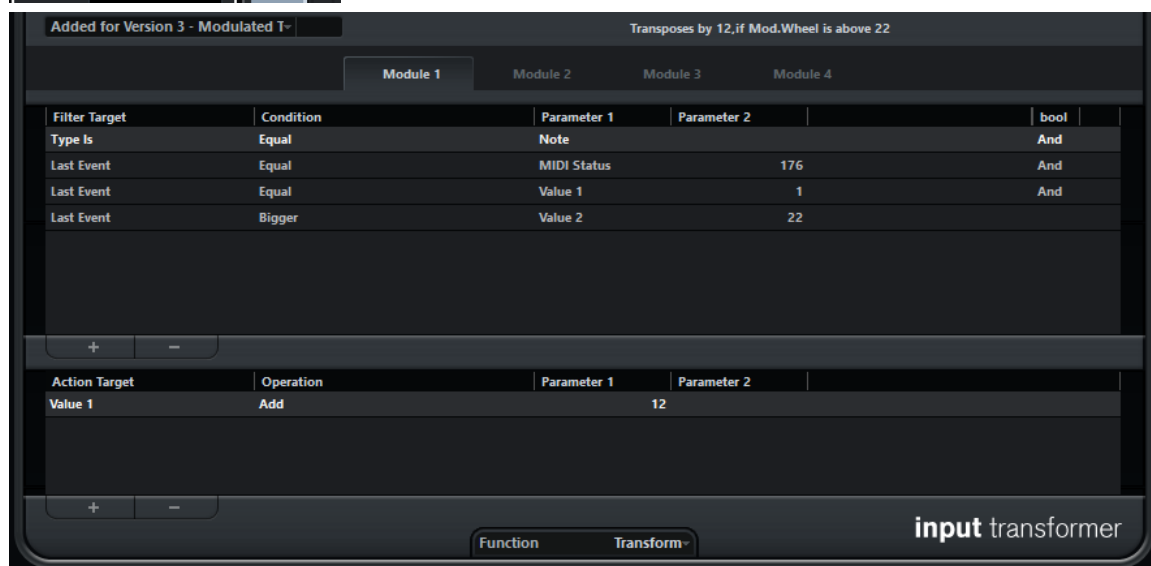 Added for Version 3 - Modulated T
Transposes by 12,if Mod.Wheel is above 22
Module 1 Module 2 Module 3 Module 4
Filter Target Condition Parameter 1 Parameter 2 bool
Type Is Equal Note And
Last Event Equal MIDI Status 176 And
Last Event Equal Value 1 1 And
Last Event Bigger Value 2 22
+ −
Action Target Operation Parameter 1 Parameter 2
Value 1 Add 12
+ −
input transformer
Function Transform